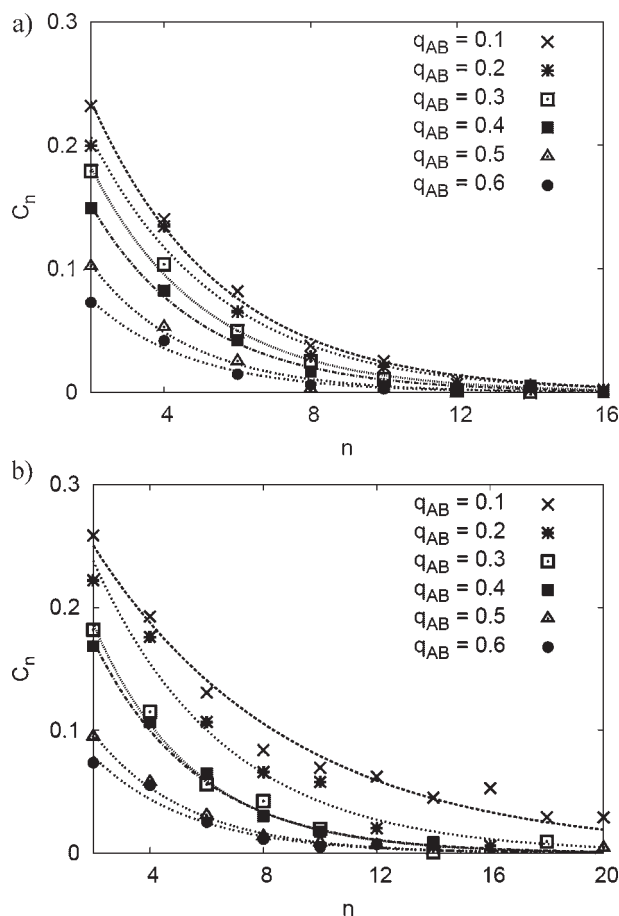 a)
0.3
0.2
0.1
0
C_n
4
8
12
16
n
q_AB = 0.1
q_AB = 0.2
q_AB = 0.3
q_AB = 0.4
q_AB = 0.5
q_AB = 0.6
b)
0.3
0.2
0.1
0
C_n
4
8
12
16
20
n
q_AB = 0.1
q_AB = 0.2
q_AB = 0.3
q_AB = 0.4
q_AB = 0.5
q_AB = 0.6